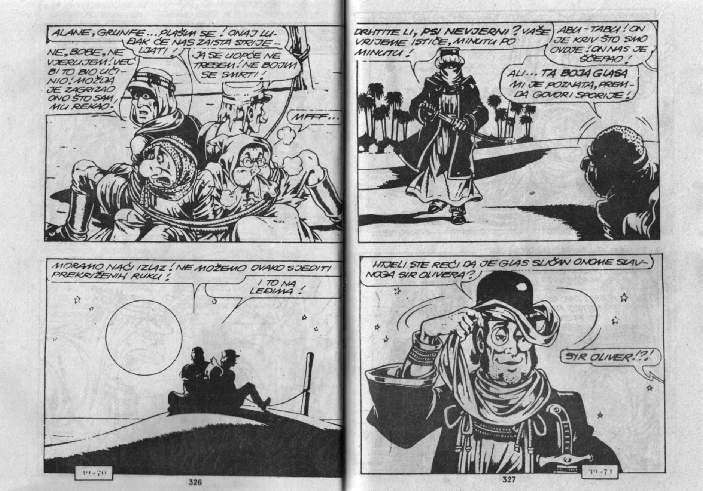 ALANE, GRUNFE... PLAŠIM SE! ONAJ LU-
ĐAK ĆE NAS ZAISTA STRIJE-
LJATI!
NE, BOBE, NE
VJERUJEM! VEĆ
BI TO BIO UČI-
NIO! MOŽDA
JE ZAGRIZAO
ONO ŠTO SAM
MU REKAO!
JA SE UOPĆE NE
TRESEM! NE BOJIM
SE SMRTI!
MFFF...
MORAMO NAĆI IZLAZ! NE MOŽEMO OVAKO SJEDITI
PREKRIŽENIH RUKU!
I TO NA
LEĐIMA!
326
DRHTITE LI, PSI NEVJERNI? VAŠE
VRIJEME ISTIČE, MINUTU PO
MINUTU!
ABU-TABU! ON
JE KRIV ŠTO SMO
OVDJE! ON NAS JE
ŠČEPAO!
ALI... TA BOJA GLASA
MI JE POZNATA, PREM-
DA GOVORI SPORIJE!
HTJELI STE REĆI DA JE GLAS SLIČAN ONOME SLAV-
NOGA SIR OLIVERA?
SIR OLIVER!?!
327